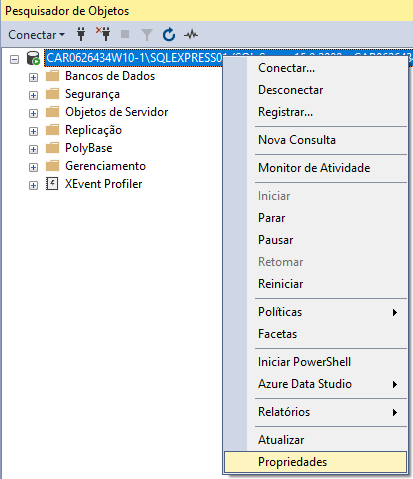 Pesquisador de Objetos
Conectar
CAR0626434W10-1\SQLEXPRESS01
Bancos de Dados
Segurança
Objetos de Servidor
Replicação
PolyBase
Gerenciamento
XEvent Profiler
Conectar...
Desconectar
Registrar...
Nova Consulta
Monitor de Atividade
Iniciar
Parar
Pausar
Retomar
Reiniciar
Políticas
Facetas
Iniciar PowerShell
Azure Data Studio
Relatórios
Atualizar
Propriedades